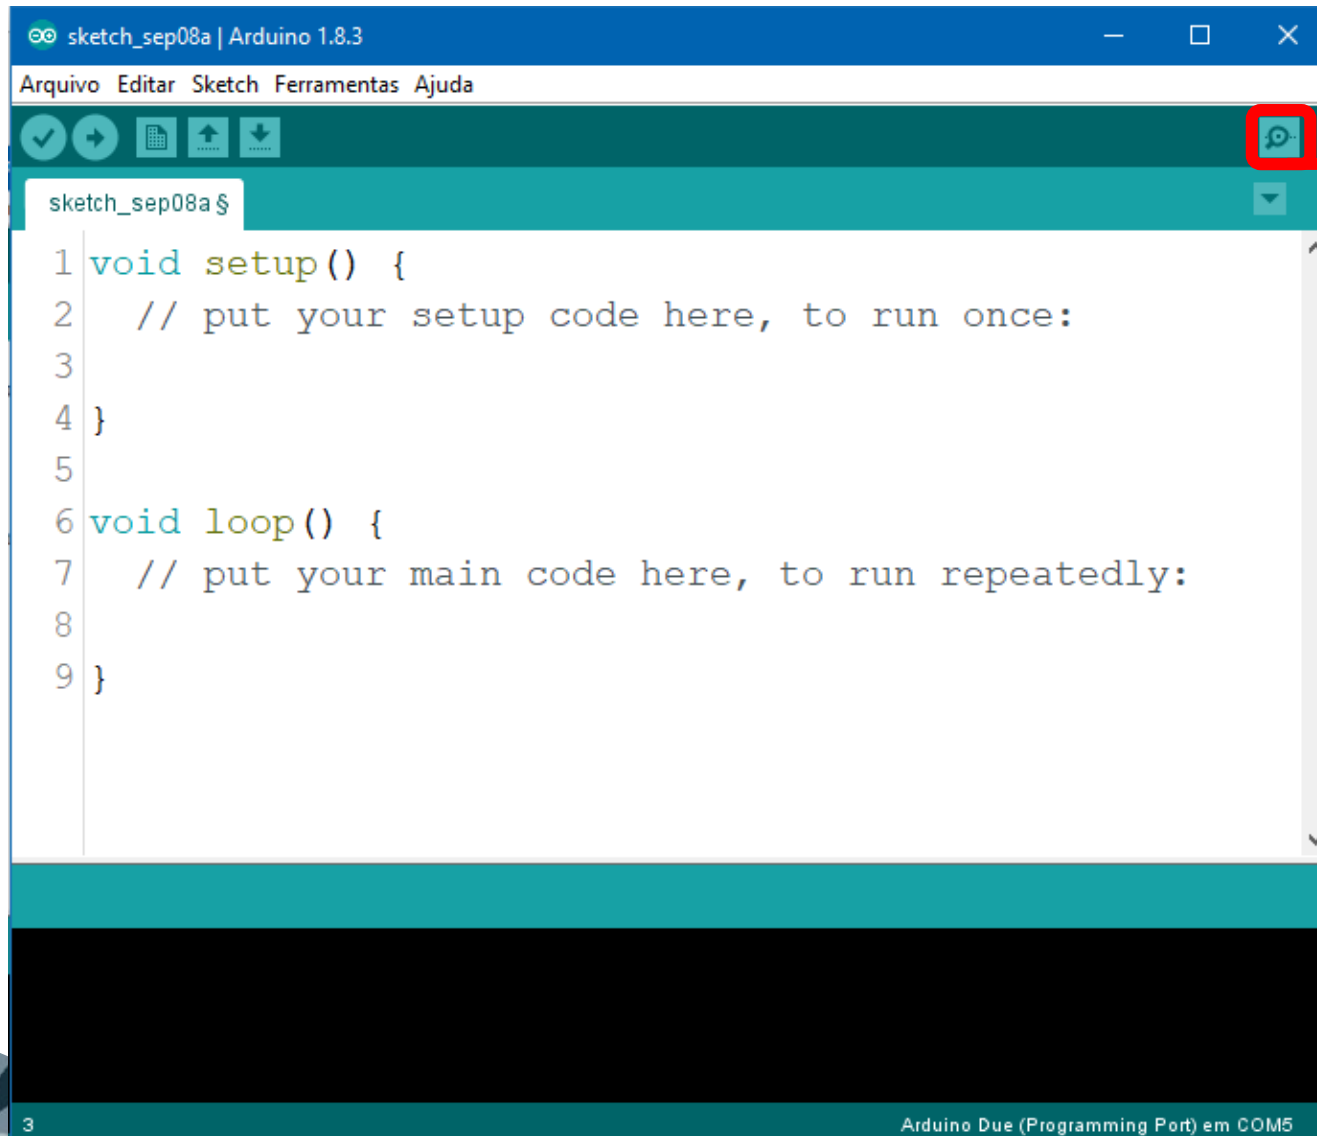 sketch_sep08a | Arduino 1.8.3
Arquivo Editar Sketch Ferramentas Ajuda
sketch_sep08a §
1 void setup() {
2   // put your setup code here, to run once:
3
4 }
5
6 void loop() {
7   // put your main code here, to run repeatedly:
8
9 }
3 Arduino Due (Programming Port) em COM5